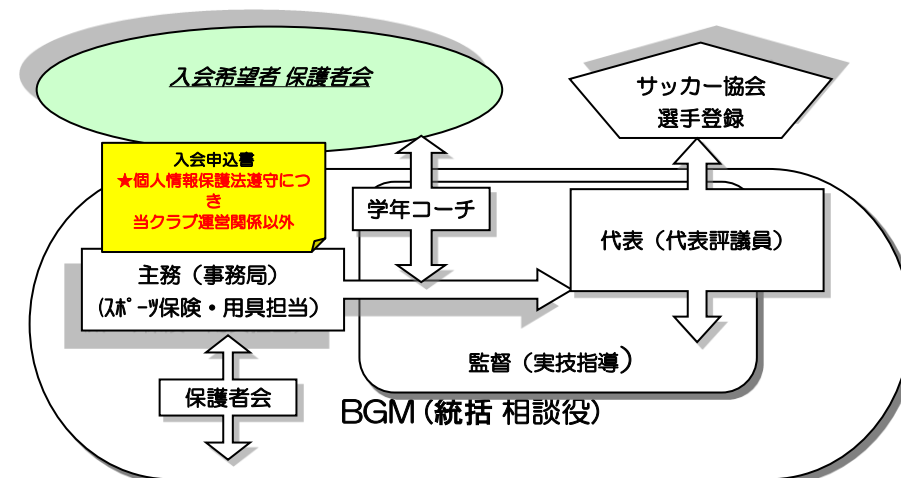 入会希望者 保護者会
サッカー協会
選手登録
入会申込書
★個人情報保護法遵守につ
き
当クラブ運営関係以外
学年コーチ
代表（代表評議員）
主務（事務局）
(ｽﾎﾟｰﾂ保険・用具担当）
監督（実技指導）
保護者会
BGM (統括 相談役)